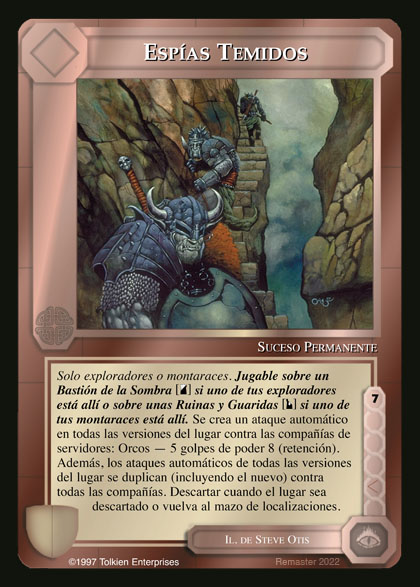 Espías Temidos
Suceso Permanente
Solo exploradores o montaraces. Jugable sobre un
Bastión de la Sombra [] si uno de tus exploradores
está allí o sobre unas Ruinas y Guaridas [] si uno de
tus montaraces está allí. Se crea un ataque automático
en todas las versiones del lugar contra las compañías de
servidores: Orcos — 5 golpes de poder 8 (retención).
Además, los ataques automáticos de todas las versiones
del lugar se duplican (incluyendo el nuevo) contra
todas las compañías. Descartar cuando el lugar sea
descartado o vuelva al mazo de localizaciones.
7
Il. de Steve Otis
©1997 Tolkien Enterprises
Remaster 2022